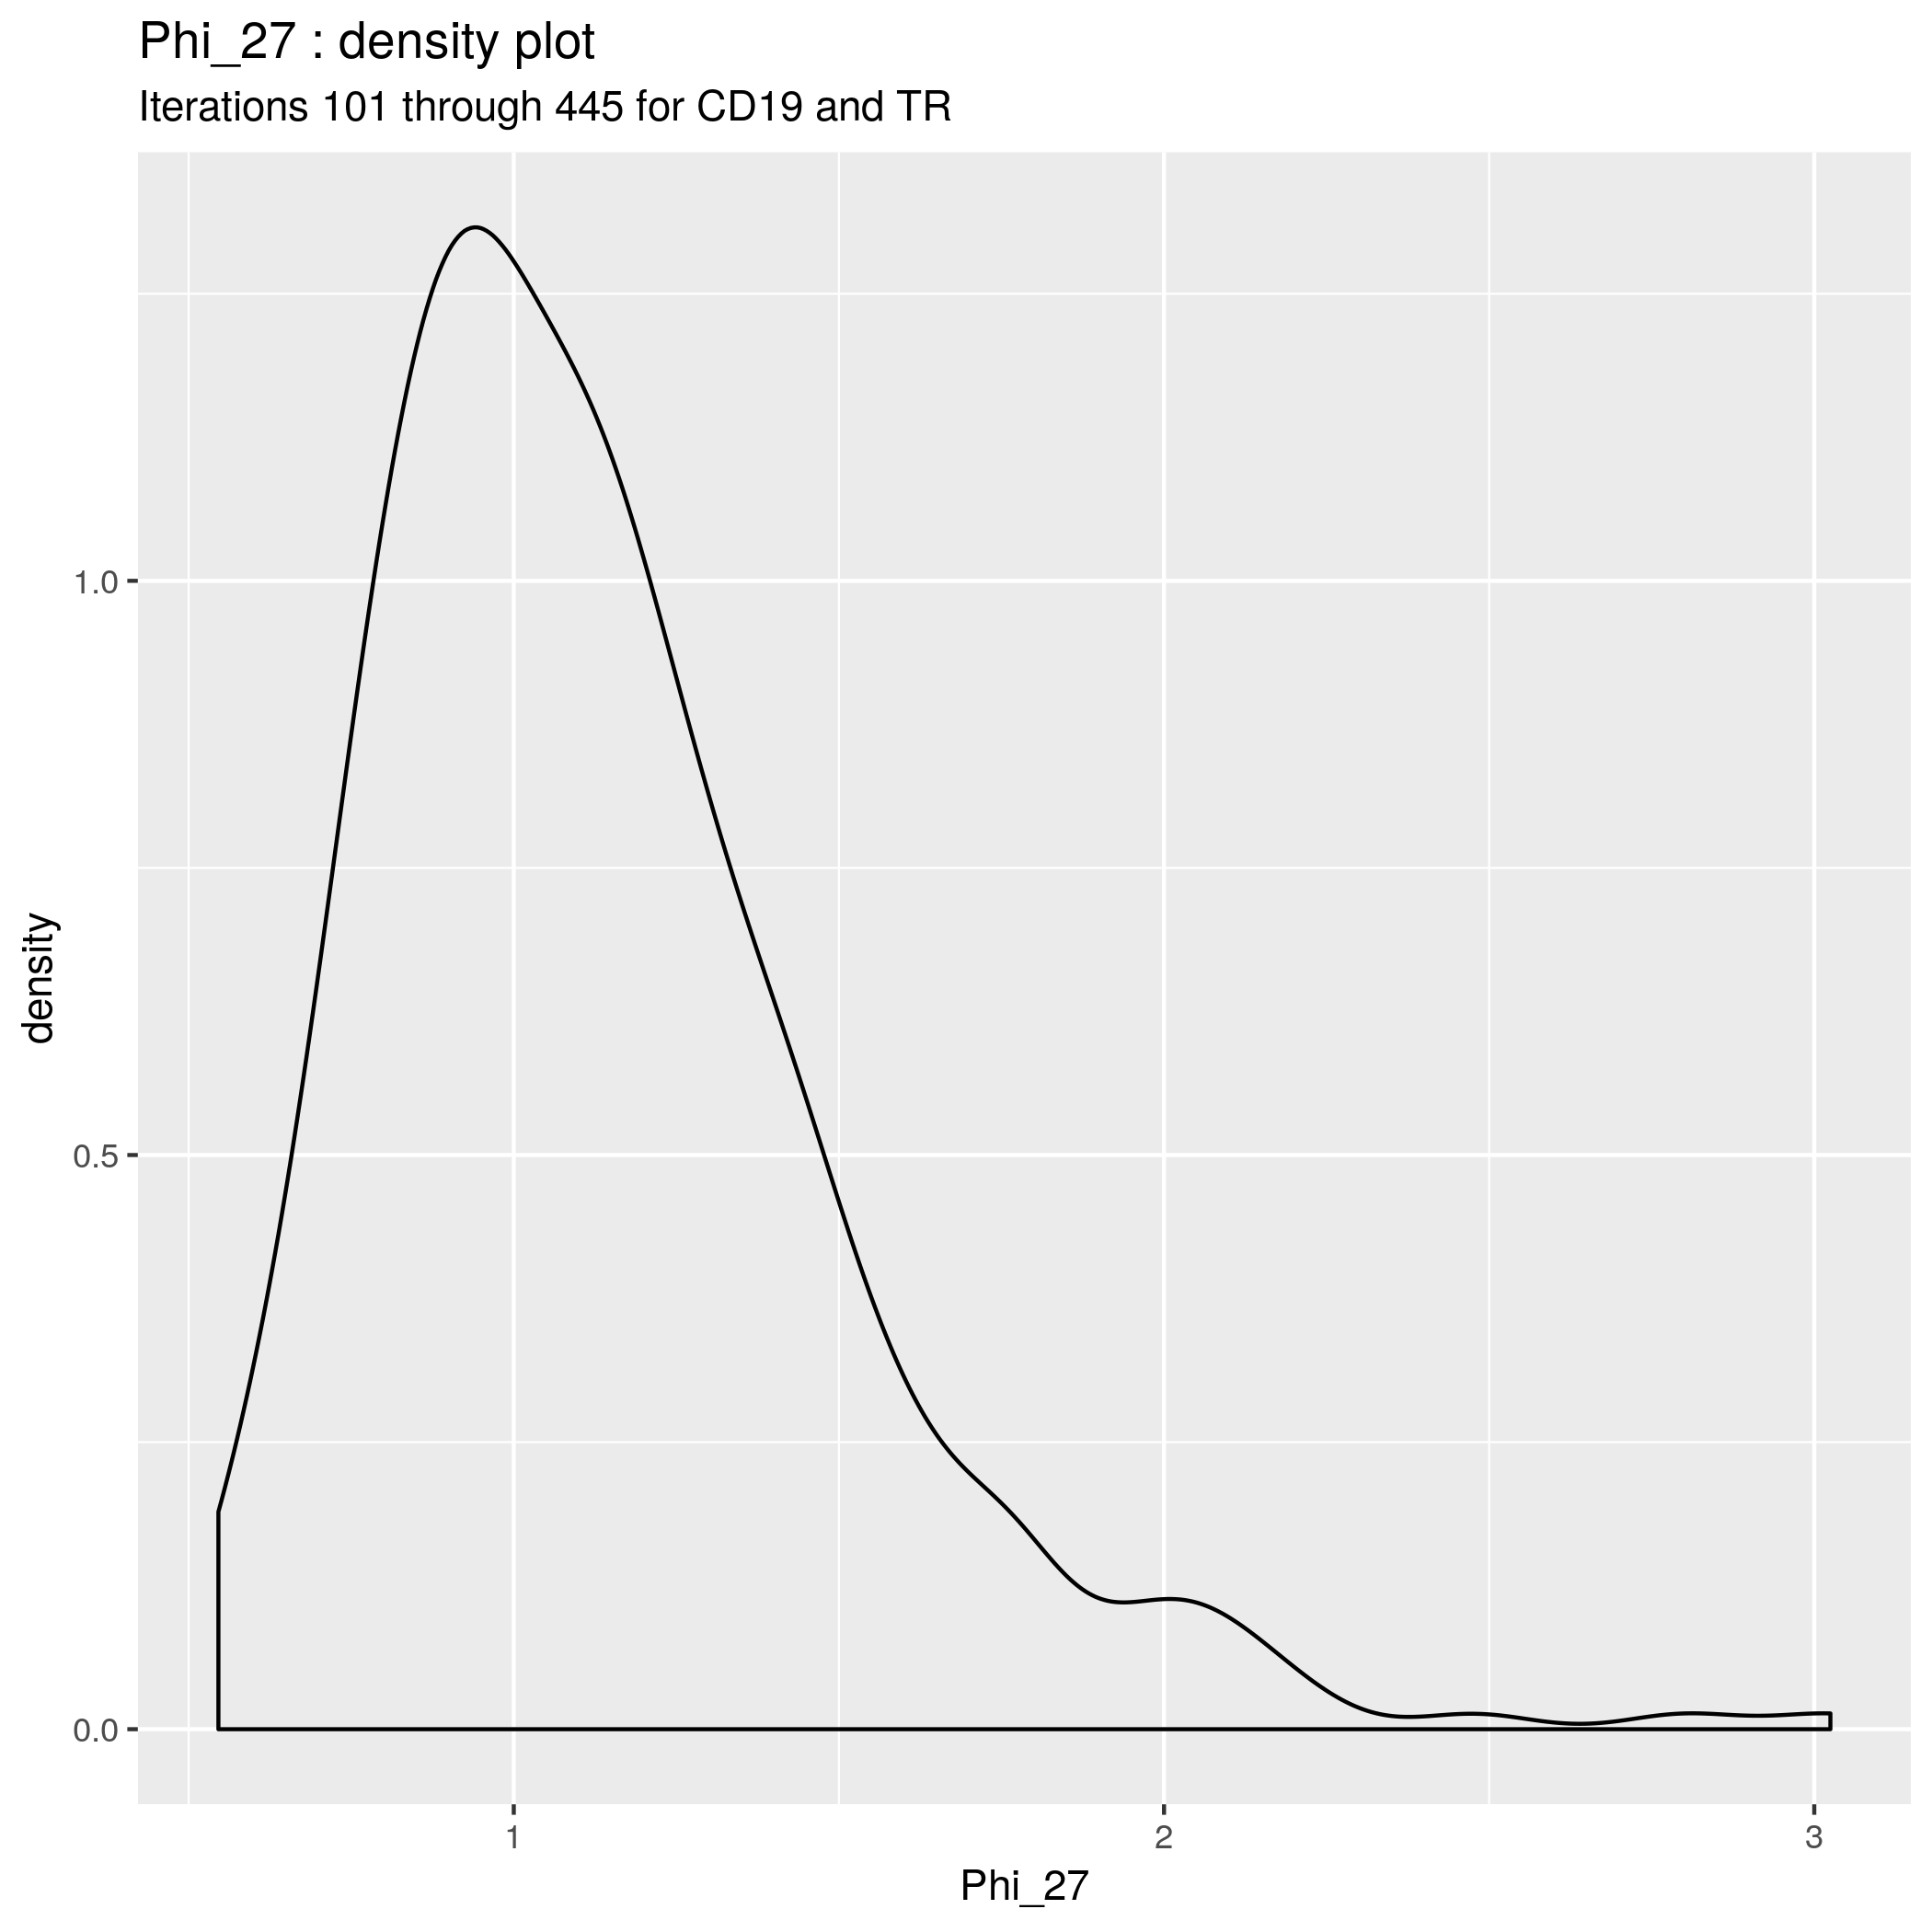 Phi_27 : density plot
Iterations 101 through 445 for CD19 and TR
density
1.0
0.5
0.0
1 2 3
Phi_27